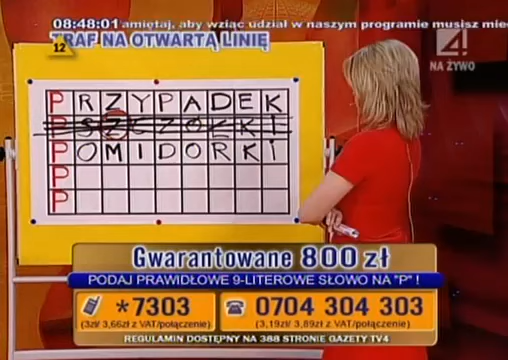 08:48:01 amiętaj, aby wziąć udział w naszym programie musisz mieć
TRAF NA OTWARTĄ LINIĘ
12
4!
NA ŻYWO
PRZYPADEK
PSZCZÓŁKI
POMIDORKI
P
P
Gwarantowane 800 zł
PODAJ PRAWIDŁOWE 9-LITEROWE SŁOWO NA "P" !
*7303
(3zł/ 3,66zł z VAT/połączenie)
0704 304 303
(3,19zł/ 3,89zł z VAT/połączenie)
REGULAMIN DOSTĘPNY NA 388 STRONIE GAZETY TV4